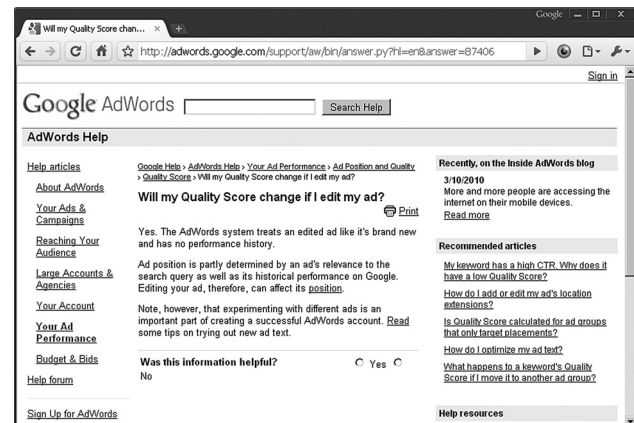 Google
Will my Quality Score chan...
http://adwords.google.com/support/aw/bin/answer.py?hl=en&answer=87406
Sign in
Google AdWords
Search Help
AdWords Help
Help articles
About AdWords
Your Ads &
Campaigns
Reaching Your
Audience
Large Accounts &
Agencies
Your Account
Your Ad
Performance
Budget & Bids
Help forum
Sign Up for AdWords
Google Help › AdWords Help › Your Ad Performance › Ad Position and Quality
› Quality Score › Will my Quality Score change if I edit my ad?
Will my Quality Score change if I edit my ad?
Print
Yes. The AdWords system treats an edited ad like it's brand new
and has no performance history.
Ad position is partly determined by an ad's relevance to the
search query as well as its historical performance on Google.
Editing your ad, therefore, can affect its position.
Note, however, that experimenting with different ads is an
important part of creating a successful AdWords account. Read
some tips on trying out new ad text.
Was this information helpful? Yes
No
Recently, on the Inside AdWords blog
3/10/2010
More and more people are accessing the
internet on their mobile devices.
Read more
Recommended articles
My keyword has a high CTR. Why does it
have a low Quality Score?
How do I add or edit my ad's location
extensions?
Is Quality Score calculated for ad groups
that only target placements?
How do I optimize my ad text?
What happens to a keyword's Quality
Score if I move it to another ad group?
Help resources